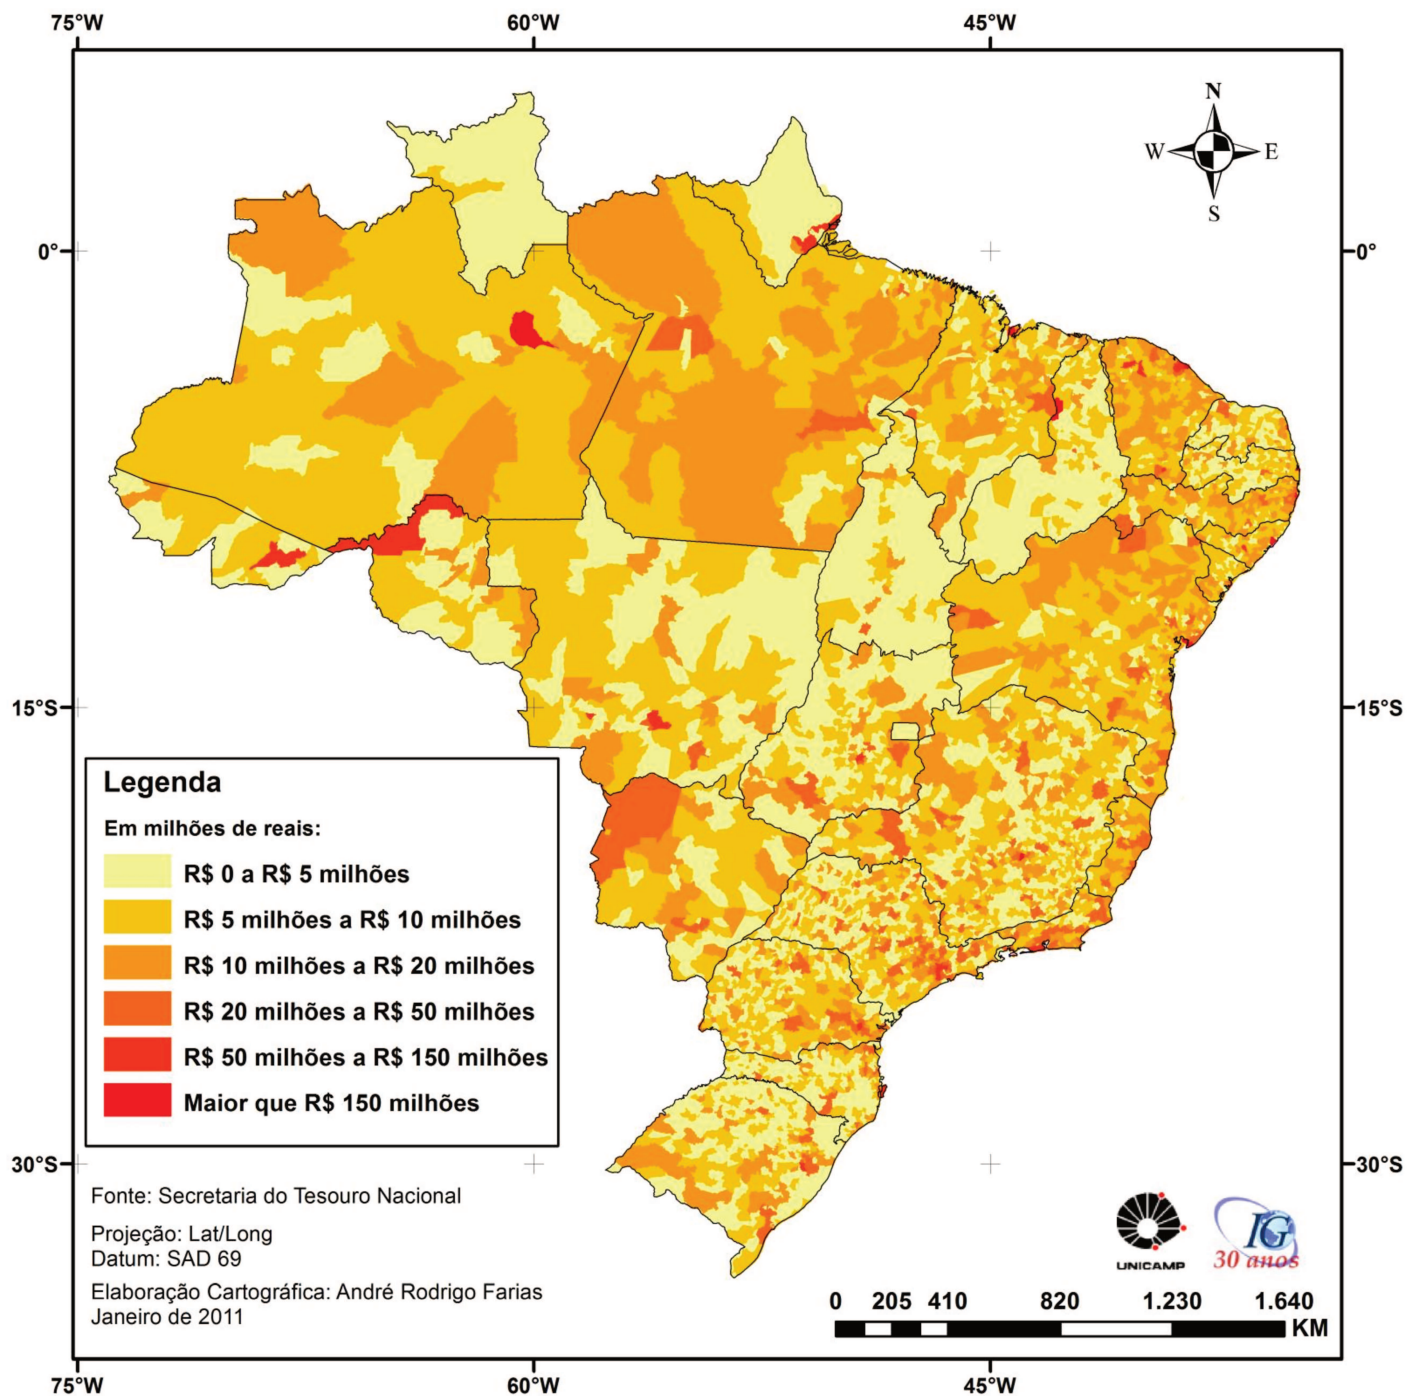 75°W 60°W 45°W
N
W E
S
0° 0°
15°S 15°S
Legenda
Em milhões de reais:
R$ 0 a R$ 5 milhões
R$ 5 milhões a R$ 10 milhões
R$ 10 milhões a R$ 20 milhões
R$ 20 milhões a R$ 50 milhões
R$ 50 milhões a R$ 150 milhões
Maior que R$ 150 milhões
30°S 30°S
Fonte: Secretaria do Tesouro Nacional
Projeção: Lat/Long
Datum: SAD 69
Elaboração Cartográfica: André Rodrigo Farias
Janeiro de 2011
UNICAMP
IG
30 anos
0 205 410 820 1.230 1.640
KM
75°W 60°W 45°W